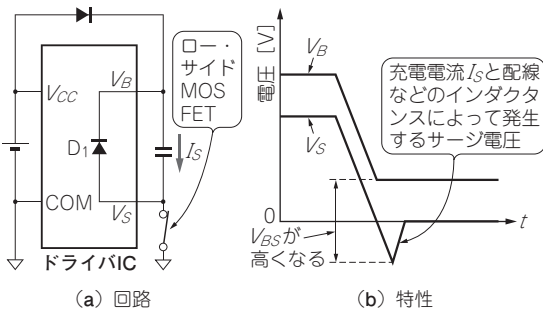 ロー・
サイド
MOS
FET
VCC
VB
D1
IS
COM
VS
ドライバIC
(a) 回路
電圧 [V]
VB
VS
充電電流ISと配線
などのインダクタ
ンスによって発生
するサージ電圧
0
t
VBSが
高くなる
(b) 特性